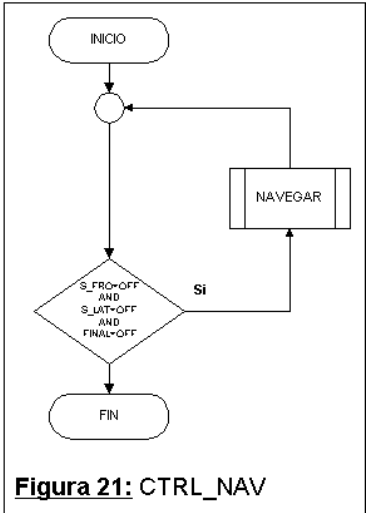 INICIO
NAVEGAR
Si
S_FRO=OFF
AND
S_LAT=OFF
AND
FINAL=OFF
FIN
Figura 21: CTRL_NAV